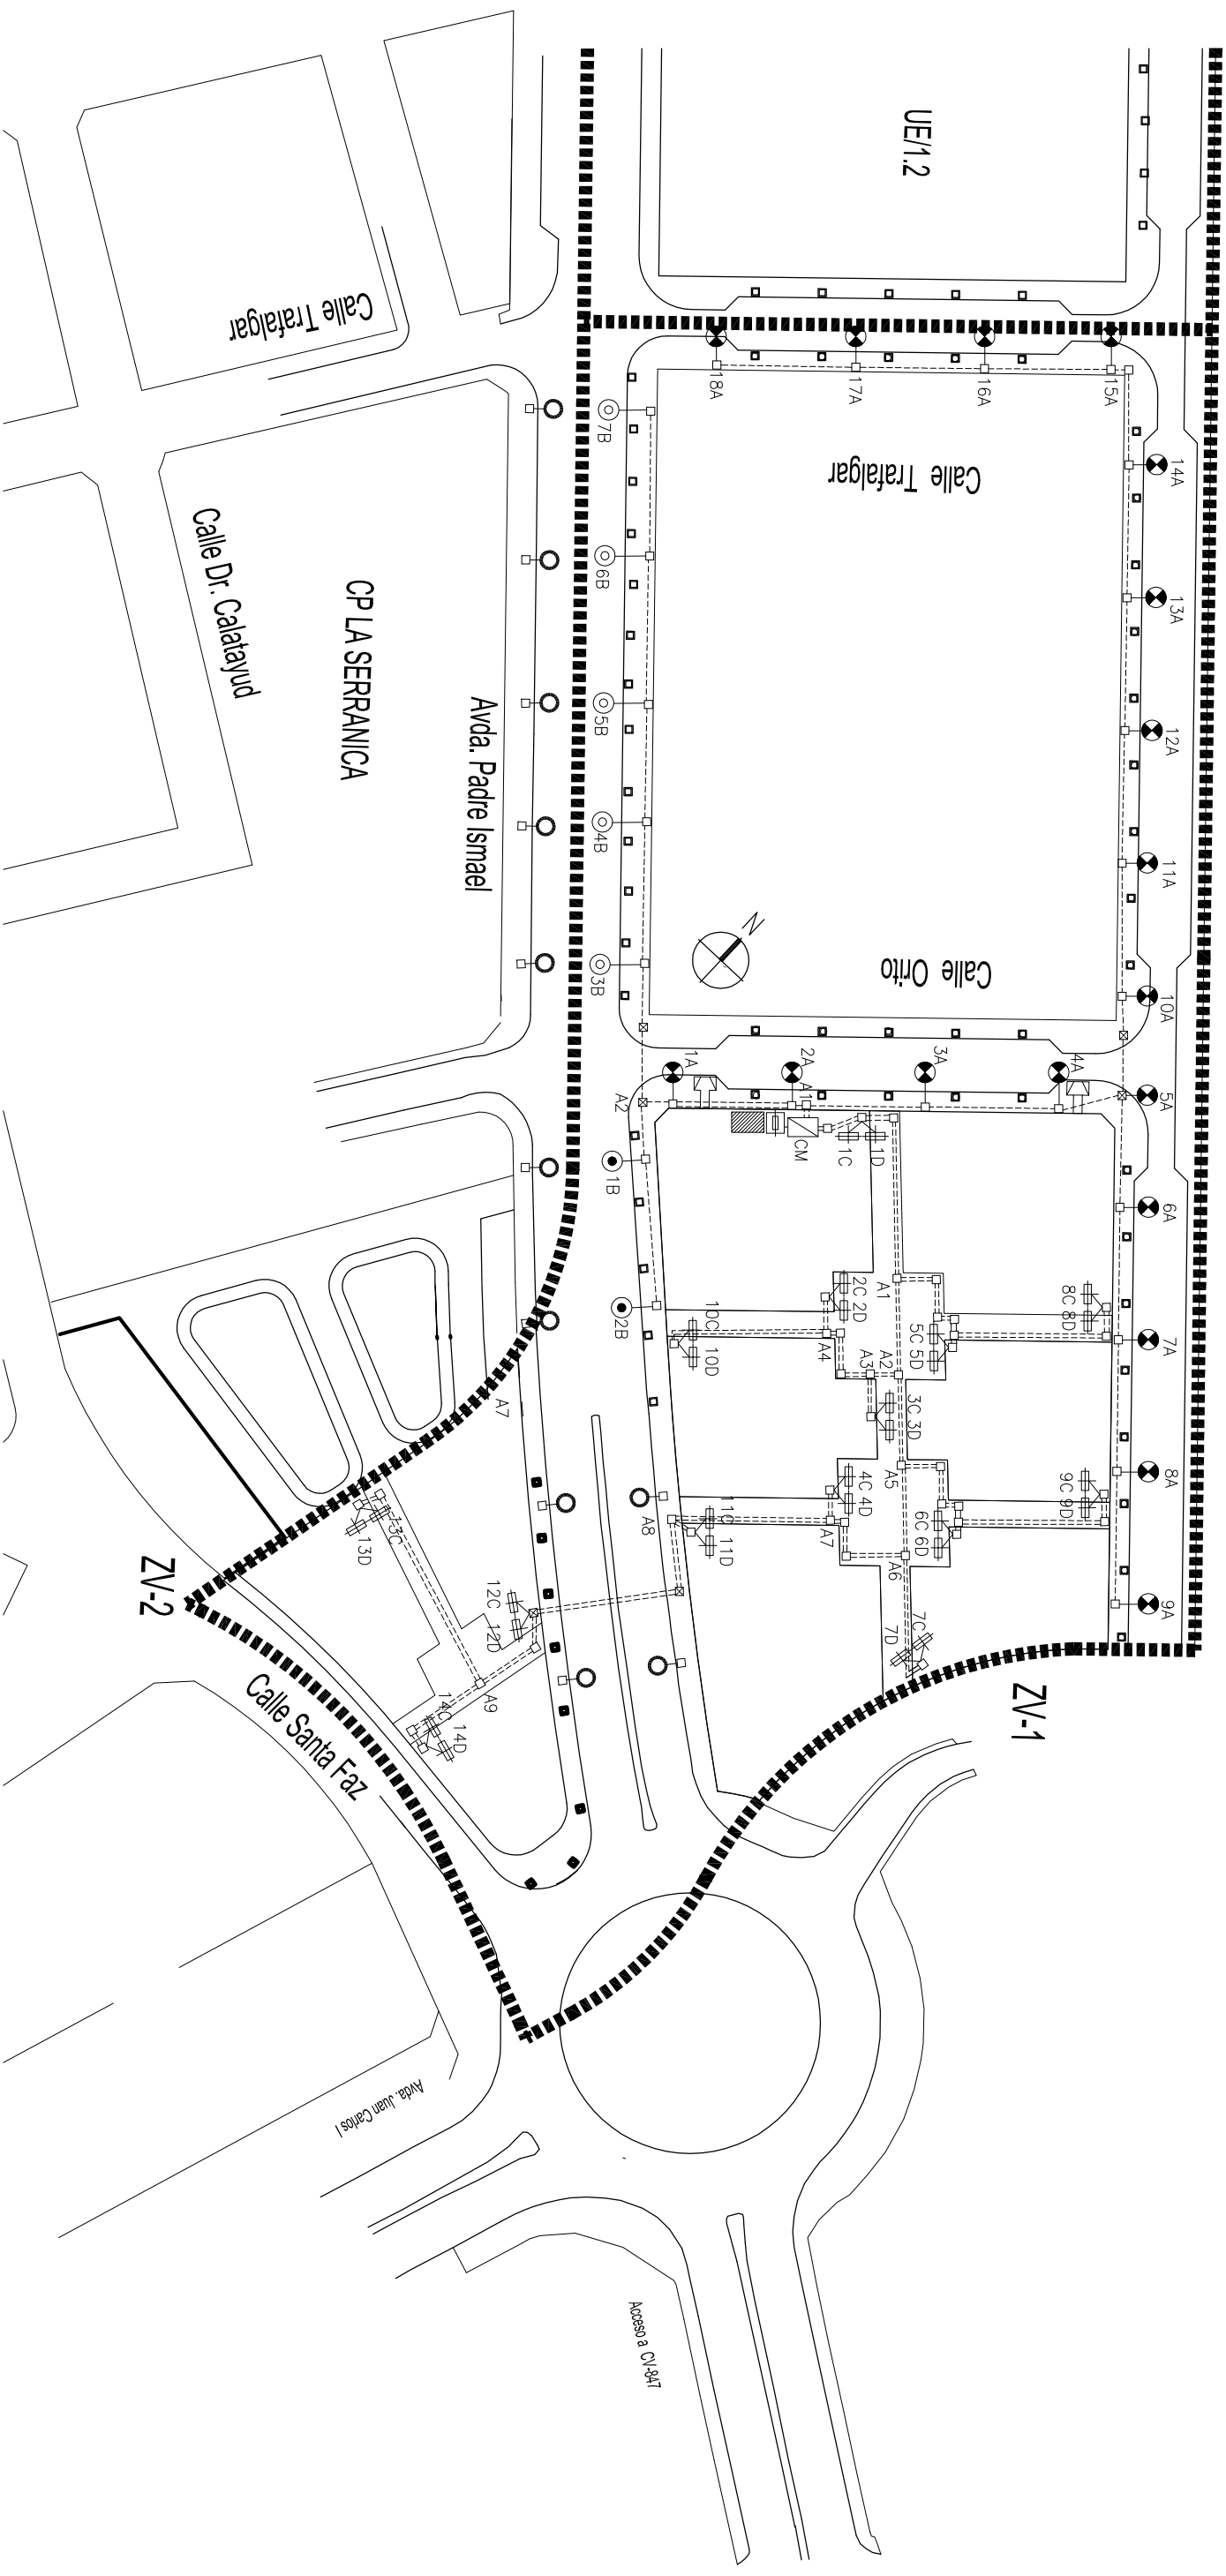 UE/1.2
Calle Trafalgar
18A
17A
16A
15A
7B
14A
Calle Trafalgar
Calle Dr. Calatayud
CP LA SERRANICA
Avda. Padre Ismael
6B
13A
5B
12A
4B
11A
N
Calle Orito
3B
10A
1A
2A
3A
4A
5A
A2
A1
CM
1C
1D
1B
6A
2B
A1
2C 2D
8C 8D
10C 10D
5C 5D
A4
A3
A2
7A
3C 3D
A7
A5
4C 4D
9C 9D
8A
11C 11D
6C 6D
A8
A7
A6
13C
13D
12C 12D
7C
7D
9A
ZV-2
ZV-1
A9
14C 14D
Calle Santa Faz
Avda. Juan Carlos I
Acceso a CV-847